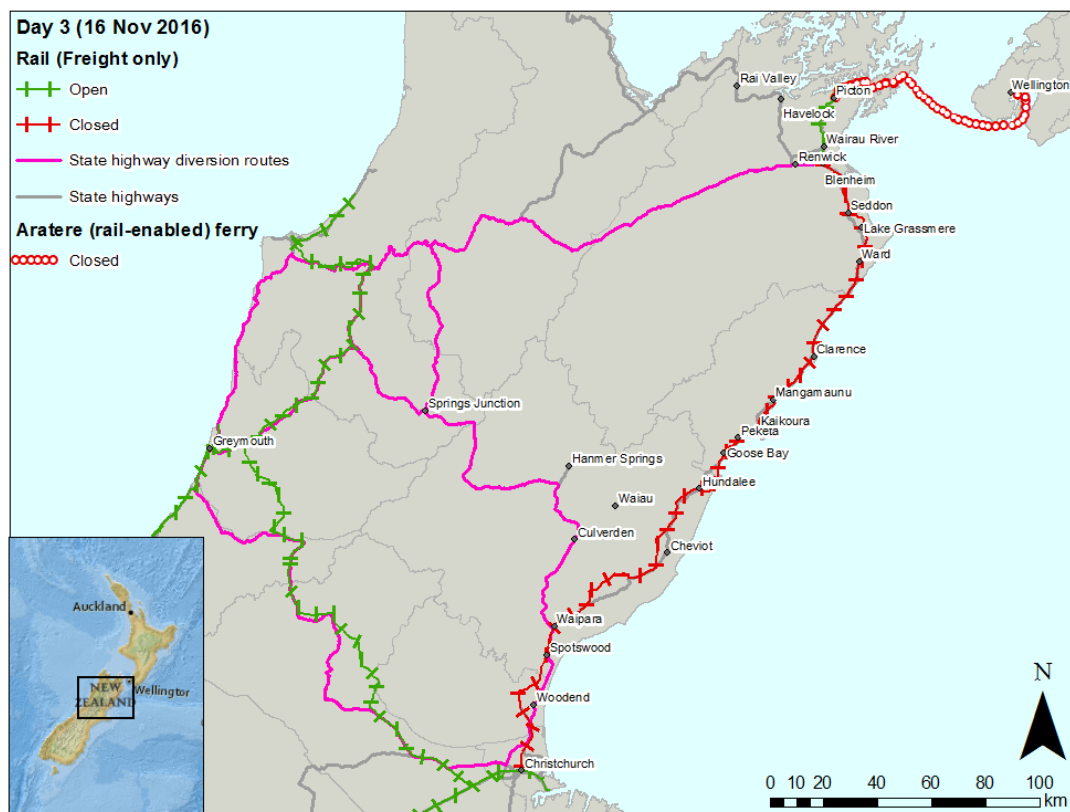 Day 3 (16 Nov 2016)
Rail (Freight only)
Open
Closed
State highway diversion routes
State highways
Aratere (rail-enabled) ferry
Closed
Rai Valley
Wellington
Picton
Havelock
Wairau River
Renwick
Blenheim
Seddon
Lake Grassmere
Ward
Clarence
Mangamaunu
Springs Junction
Kaikoura
Peketa
Greymouth
Goose Bay
Hanmer Springs
Hundalee
Waiau
Culverden
Cheviot
Waipara
Spotswood
Woodend
Christchurch
Auckland
NEW
ZEALAND
Wellingtor
N
0 10 20 40 60 80 100
km